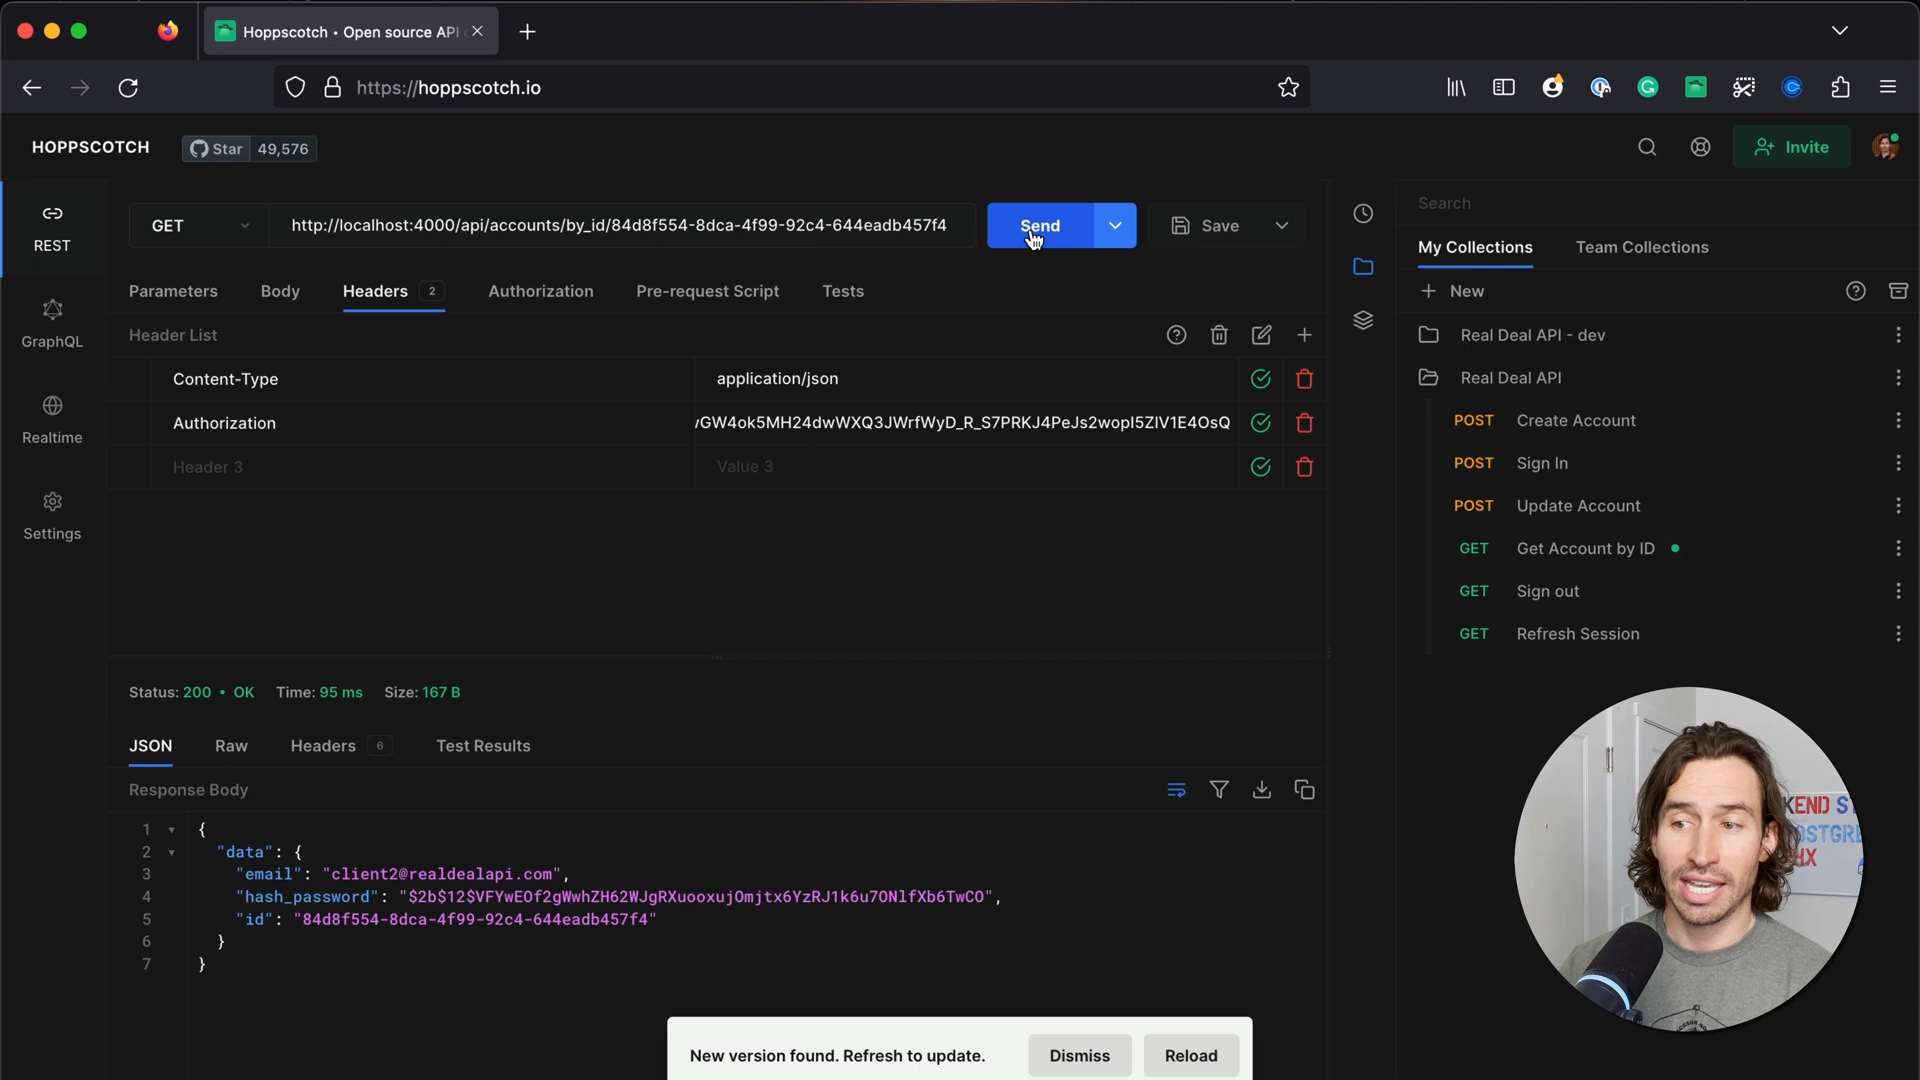 Hoppscotch • Open source API
https://hoppscotch.io
HOPPSCOTCH
Star 49,576
Invite
REST
GraphQL
Realtime
Settings
GET
http://localhost:4000/api/accounts/by_id/84d8f554-8dca-4f99-92c4-644eadb457f4
Send
Save
Parameters Body Headers 2 Authorization Pre-request Script Tests
Header List
Content-Type application/json
Authorization GW4ok5MH24dwWXQ3JWrfWyD_R_S7PRKJ4PeJs2wopI5ZIV1E4OsQ
Header 3 Value 3
Status: 200 • OK Time: 95 ms Size: 167 B
JSON Raw Headers 6 Test Results
Response Body
1 {
2 "data": {
3 "email": "client2@realdealapi.com",
4 "hash_password": "$2b$12$VFYwEOf2gWwhZH62WJgRXuooxujOmjtx6YzRJ1k6u7ONlfXb6TwCO",
5 "id": "84d8f554-8dca-4f99-92c4-644eadb457f4"
6 }
7 }
Search
My Collections Team Collections
New
Real Deal API - dev
Real Deal API
POST Create Account
POST Sign In
POST Update Account
GET Get Account by ID
GET Sign out
GET Refresh Session
KEND ST
OSTGRE
HX
New version found. Refresh to update.
Dismiss
Reload